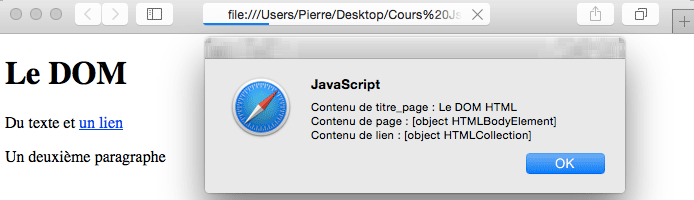 file:///Users/Pierre/Desktop/Cours%20Js
Le DOM
Du texte et un lien
Un deuxième paragraphe
JavaScript
Contenu de titre_page : Le DOM HTML
Contenu de page : [object HTMLBodyElement]
Contenu de lien : [object HTMLCollection]
OK